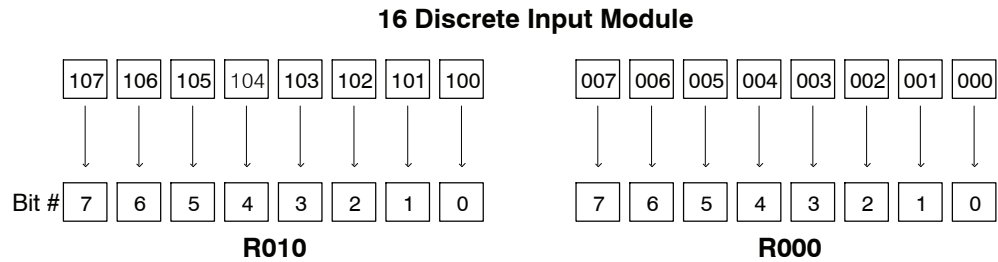 16 Discrete Input Module
107 106 105 104 103 102 101 100 007 006 005 004 003 002 001 000
Bit # 7 6 5 4 3 2 1 0 7 6 5 4 3 2 1 0
R010 R000